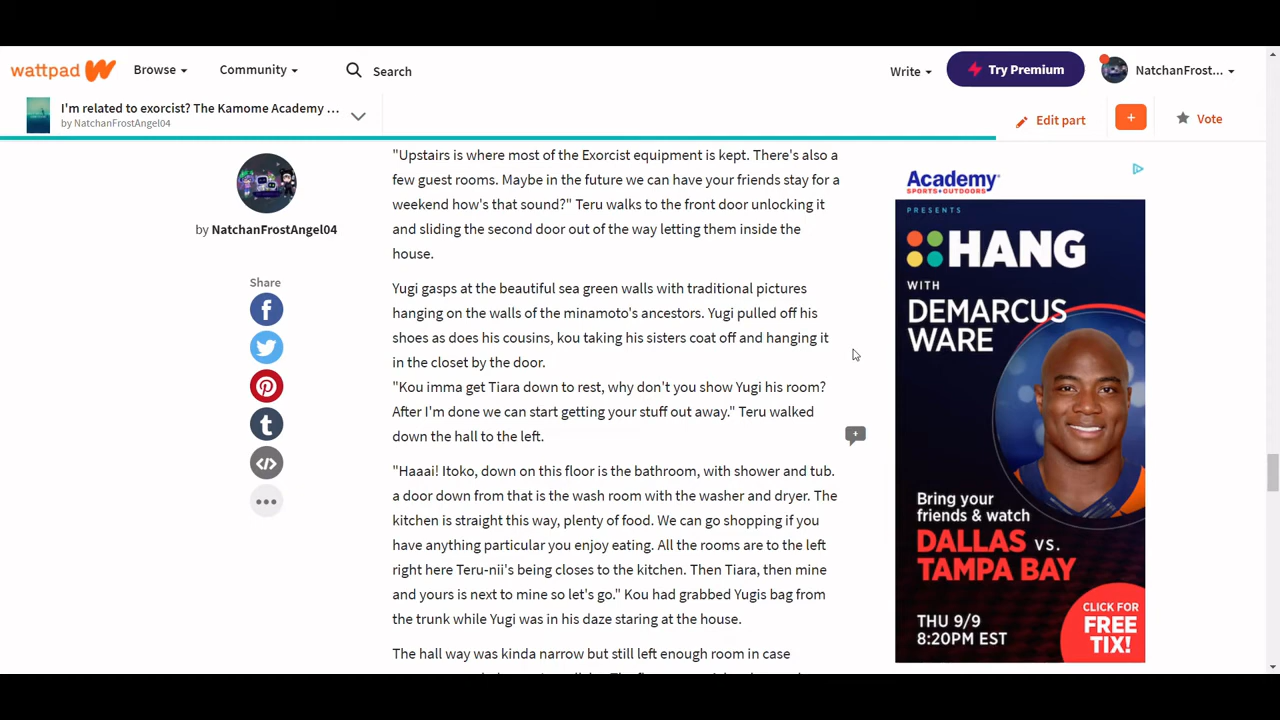 wattpad
Browse
Community
Search
Write
Try Premium
NatchanFrost...
I'm related to exorcist? The Kamome Academy ...
by NatchanFrostAngel04
Edit part
+
Vote
by NatchanFrostAngel04
Share
"Upstairs is where most of the Exorcist equipment is kept. There's also a
few guest rooms. Maybe in the future we can have your friends stay for a
weekend how's that sound?" Teru walks to the front door unlocking it
and sliding the second door out of the way letting them inside the
house.
Yugi gasps at the beautiful sea green walls with traditional pictures
hanging on the walls of the minamoto's ancestors. Yugi pulled off his
shoes as does his cousins, kou taking his sisters coat off and hanging it
in the closet by the door.
"Kou imma get Tiara down to rest, why don't you show Yugi his room?
After I'm done we can start getting your stuff out away." Teru walked
down the hall to the left.
"Haaai! Itoko, down on this floor is the bathroom, with shower and tub.
a door down from that is the wash room with the washer and dryer. The
kitchen is straight this way, plenty of food. We can go shopping if you
have anything particular you enjoy eating. All the rooms are to the left
right here Teru-nii's being closes to the kitchen. Then Tiara, then mine
and yours is next to mine so let's go." Kou had grabbed Yugis bag from
the trunk while Yugi was in his daze staring at the house.
The hall way was kinda narrow but still left enough room in case
Academy
SPORTS+OUTDOORS
PRESENTS
HANG
WITH
DEMARCUS
WARE
Bring your
friends & watch
DALLAS vs.
TAMPA BAY
THU 9/9
8:20PM EST
CLICK FOR
FREE
TIX!